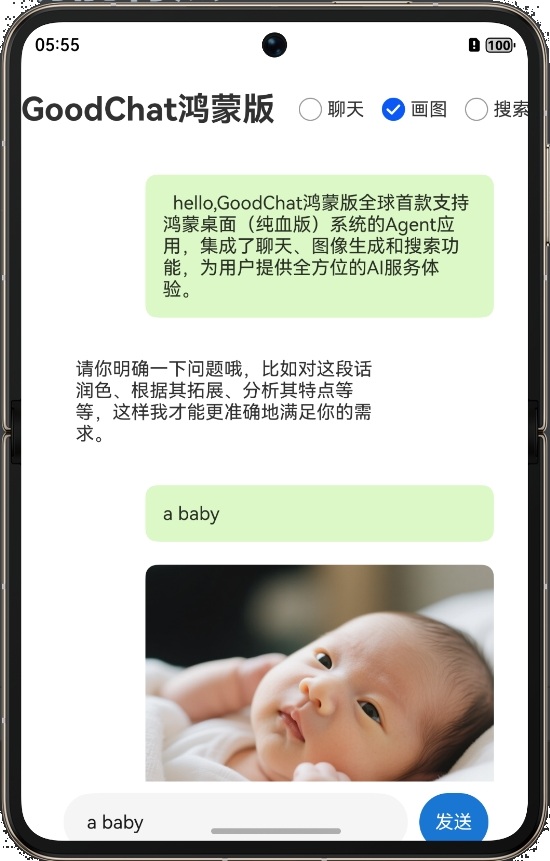 05:55
100
GoodChat鸿蒙版
聊天
画图
搜索
hello,GoodChat鸿蒙版全球首款支持
鸿蒙桌面（纯血版）系统的Agent应
用，集成了聊天、图像生成和搜索功
能，为用户提供全方位的AI服务体
验。
请你明确一下问题哦，比如对这段话
润色、根据其拓展、分析其特点等
等，这样我才能更准确地满足你的需
求。
a baby
a baby
发送